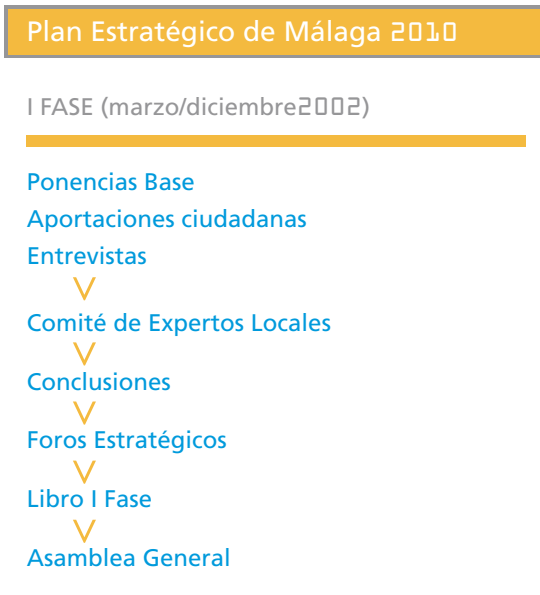 Plan Estratégico de Málaga 2010
I FASE (marzo/diciembre2002)
Ponencias Base
Aportaciones ciudadanas
Entrevistas
Comité de Expertos Locales
Conclusiones
Foros Estratégicos
Libro I Fase
Asamblea General